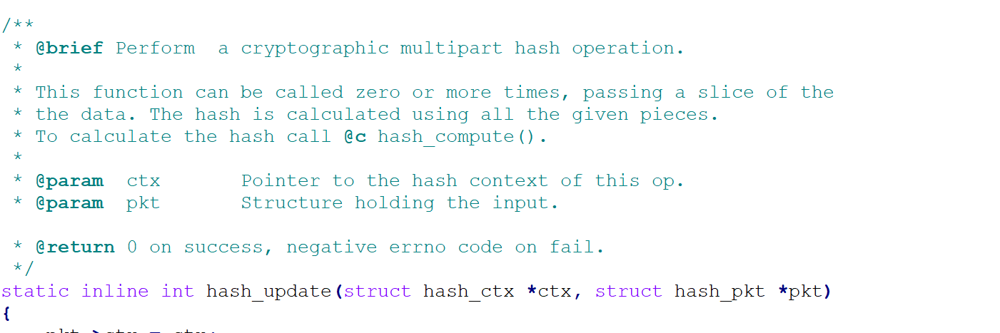 /**
 * @brief Perform  a cryptographic multipart hash operation.
 *
 * This function can be called zero or more times, passing a slice of the
 * the data. The hash is calculated using all the given pieces.
 * To calculate the hash call @c hash_compute().
 *
 * @param  ctx       Pointer to the hash context of this op.
 * @param  pkt       Structure holding the input.

 * @return 0 on success, negative errno code on fail.
 */
static inline int hash_update(struct hash_ctx *ctx, struct hash_pkt *pkt)
{